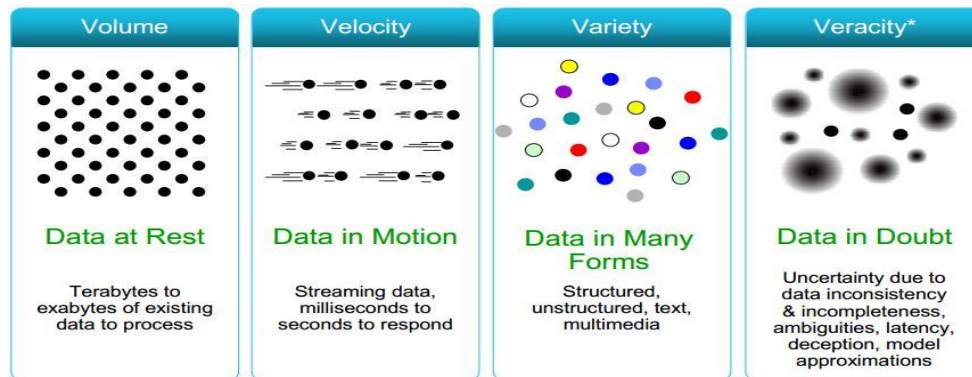 Volume
Data at Rest
Terabytes to
exabytes of existing
data to process
Velocity
Data in Motion
Streaming data,
milliseconds to
seconds to respond
Variety
Data in Many
Forms
Structured,
unstructured, text,
multimedia
Veracity*
Data in Doubt
Uncertainty due to
data inconsistency
& incompleteness,
ambiguities, latency,
deception, model
approximations